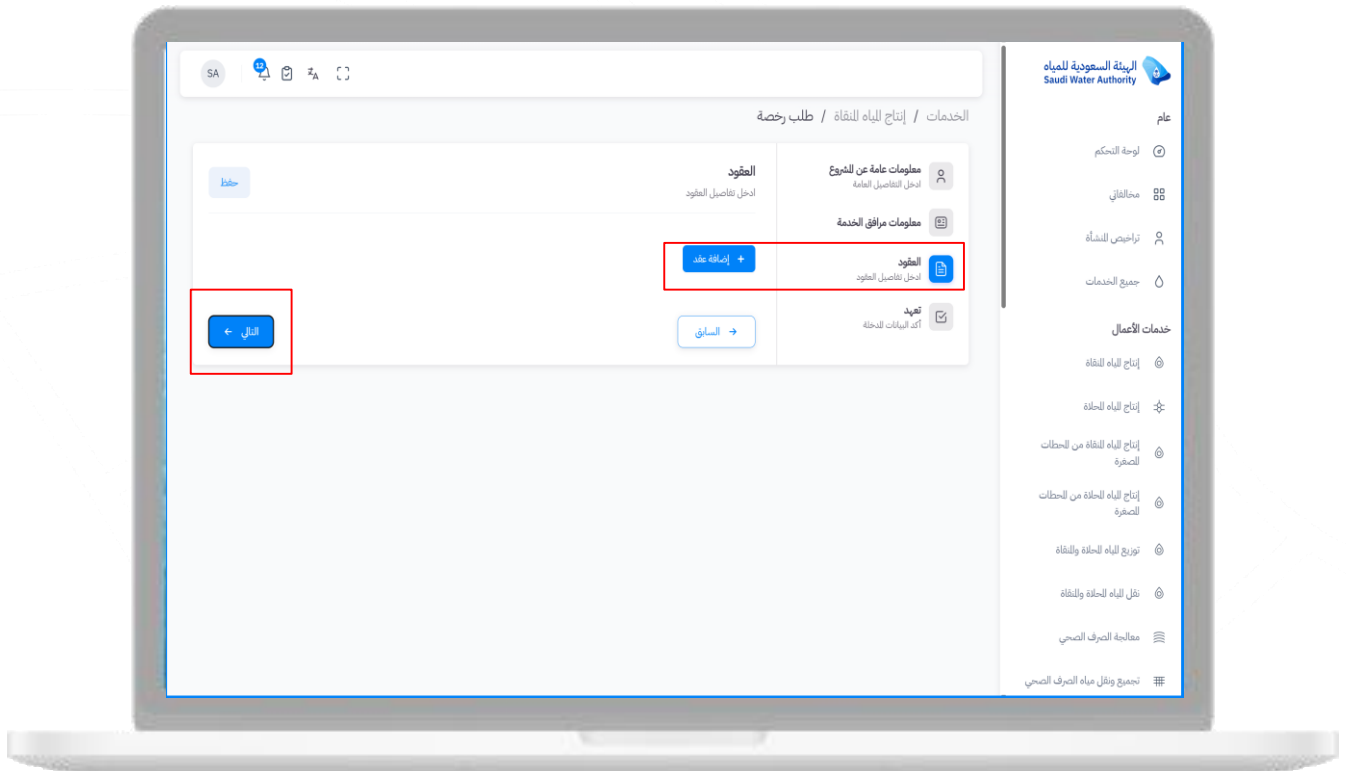 الهيئة السعودية للمياه
Saudi Water Authority
عام
لوحة التحكم
مخالفاتي
تراخيص المنشأة
جميع الخدمات
خدمات الأعمال
إنتاج المياه المنقاة
إنتاج المياه المحلاة
إنتاج المياه المنقاة من المحطات
المصغرة
إنتاج المياه المحلاة من المحطات
المصغرة
توزيع المياه المحلاة والمنقاة
نقل المياه المحلاة والمنقاة
معالجة الصرف الصحي
تجميع ونقل مياه الصرف الصحي
12
SA
الخدمات / إنتاج المياه المنقاة / طلب رخصة
معلومات عامة عن المشروع
ادخل التفاصيل العامة
معلومات مرافق الخدمة
العقود
ادخل تفاصيل العقود
تعهد
أكد البيانات المدخلة
العقود
ادخل تفاصيل العقود
حفظ
+ إضافة عقد
→ السابق
التالي ←